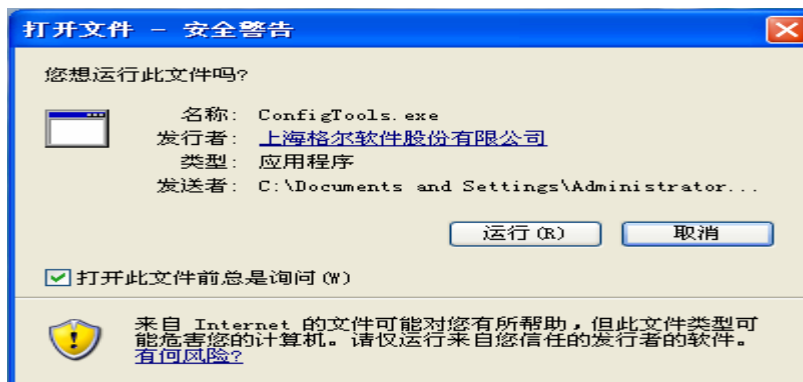 打开文件 - 安全警告
您想运行此文件吗?
名称: ConfigTools.exe
发行者: 上海格尔软件股份有限公司
类型: 应用程序
发送者: C:\Documents and Settings\Administrator...
运行(R) 取消
打开此文件前总是询问(W)
来自 Internet 的文件可能对您有所帮助，但此文件类型可
能危害您的计算机。请仅运行来自您信任的发行者的软件。
有何风险?